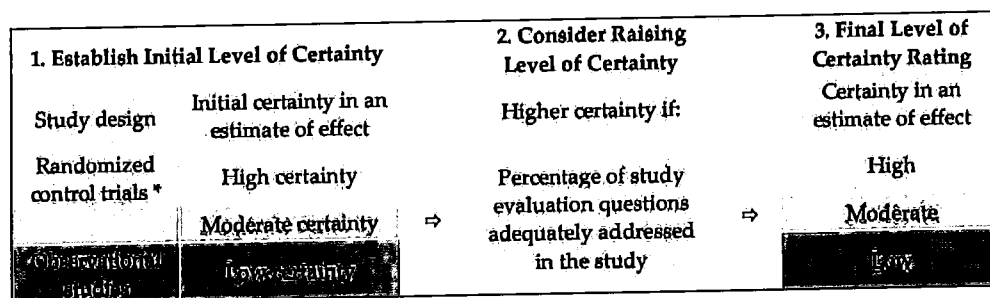 1. Establish Initial Level of Certainty
2. Consider Raising
Level of Certainty
3. Final Level of
Certainty Rating
Study design
Initial certainty in an
estimate of effect
Higher certainty if:
Certainty in an
estimate of effect
Randomized
control trials *
High certainty
Moderate certainty
Observational
studies
Low certainty
⇨
Percentage of study
evaluation questions
adequately addressed
in the study
⇨
High
Moderate
Low